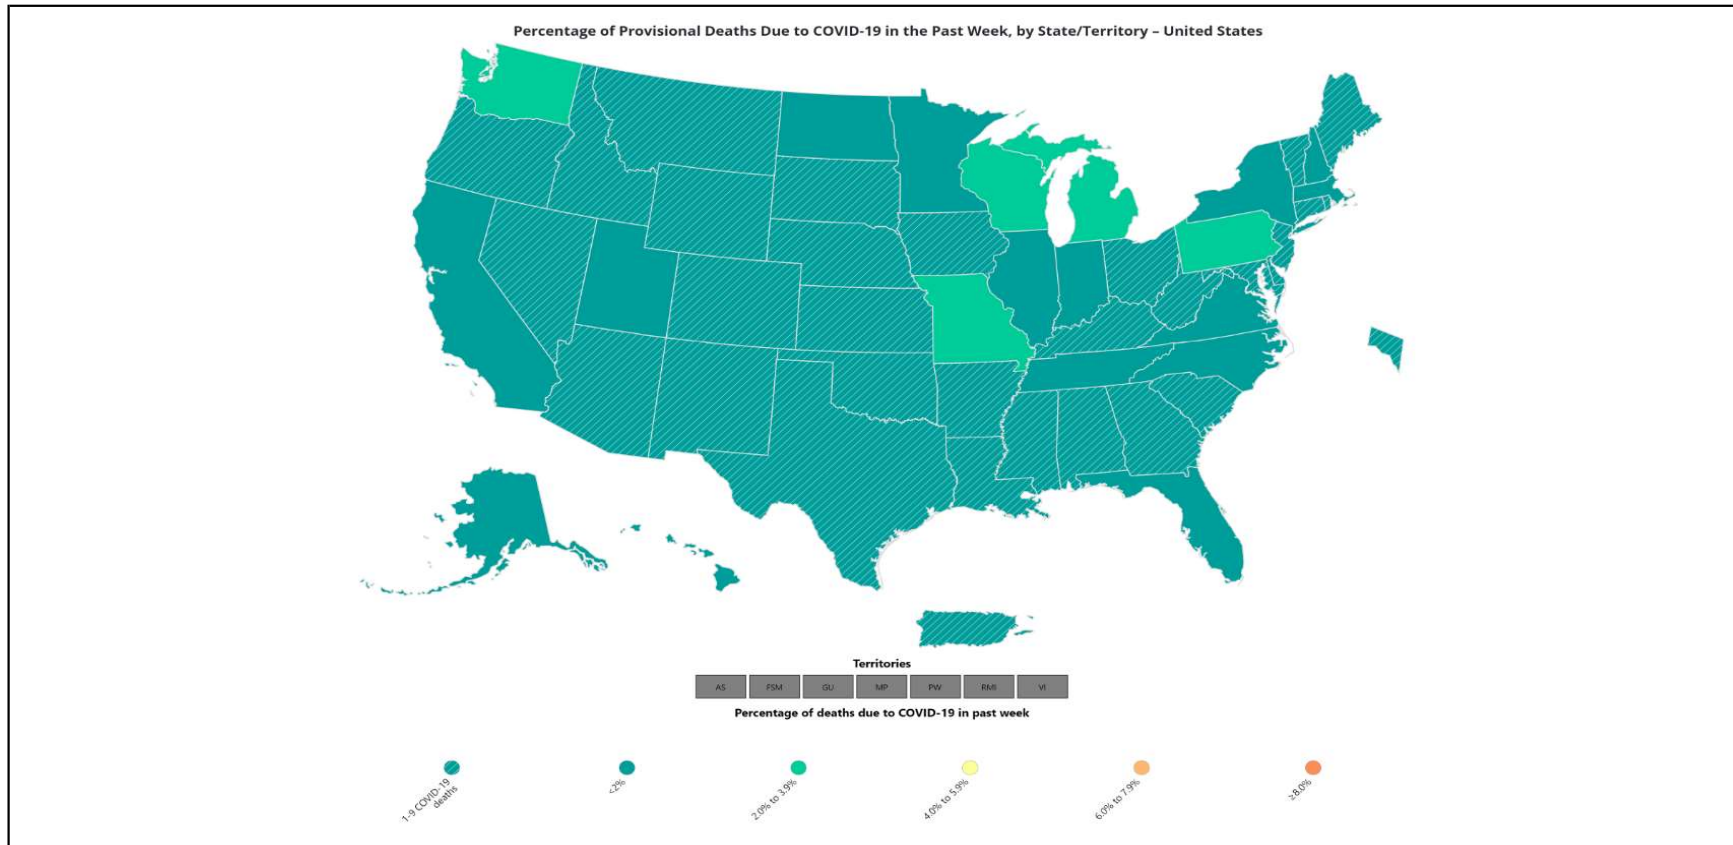 Percentage of Provisional Deaths Due to COVID-19 in the Past Week, by State/Territory – United States
Territories
AS FSM GU MP PW RMI VI
Percentage of deaths due to COVID-19 in past week
1-9 COVID-19
deaths
<2%
2.0% to 3.9%
4.0% to 5.9%
6.0% to 7.9%
≥8.0%